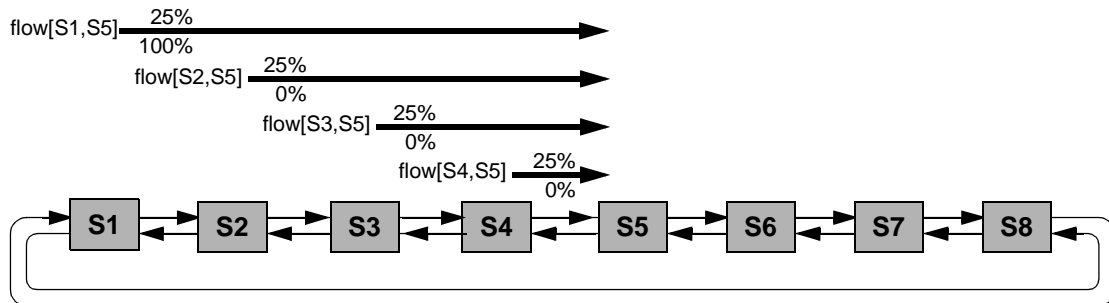 25%
flow[S1,S5]
100%
25%
flow[S2,S5]
0%
25%
flow[S3,S5]
0%
25%
flow[S4,S5]
0%
S1 S2 S3 S4 S5 S6 S7 S8